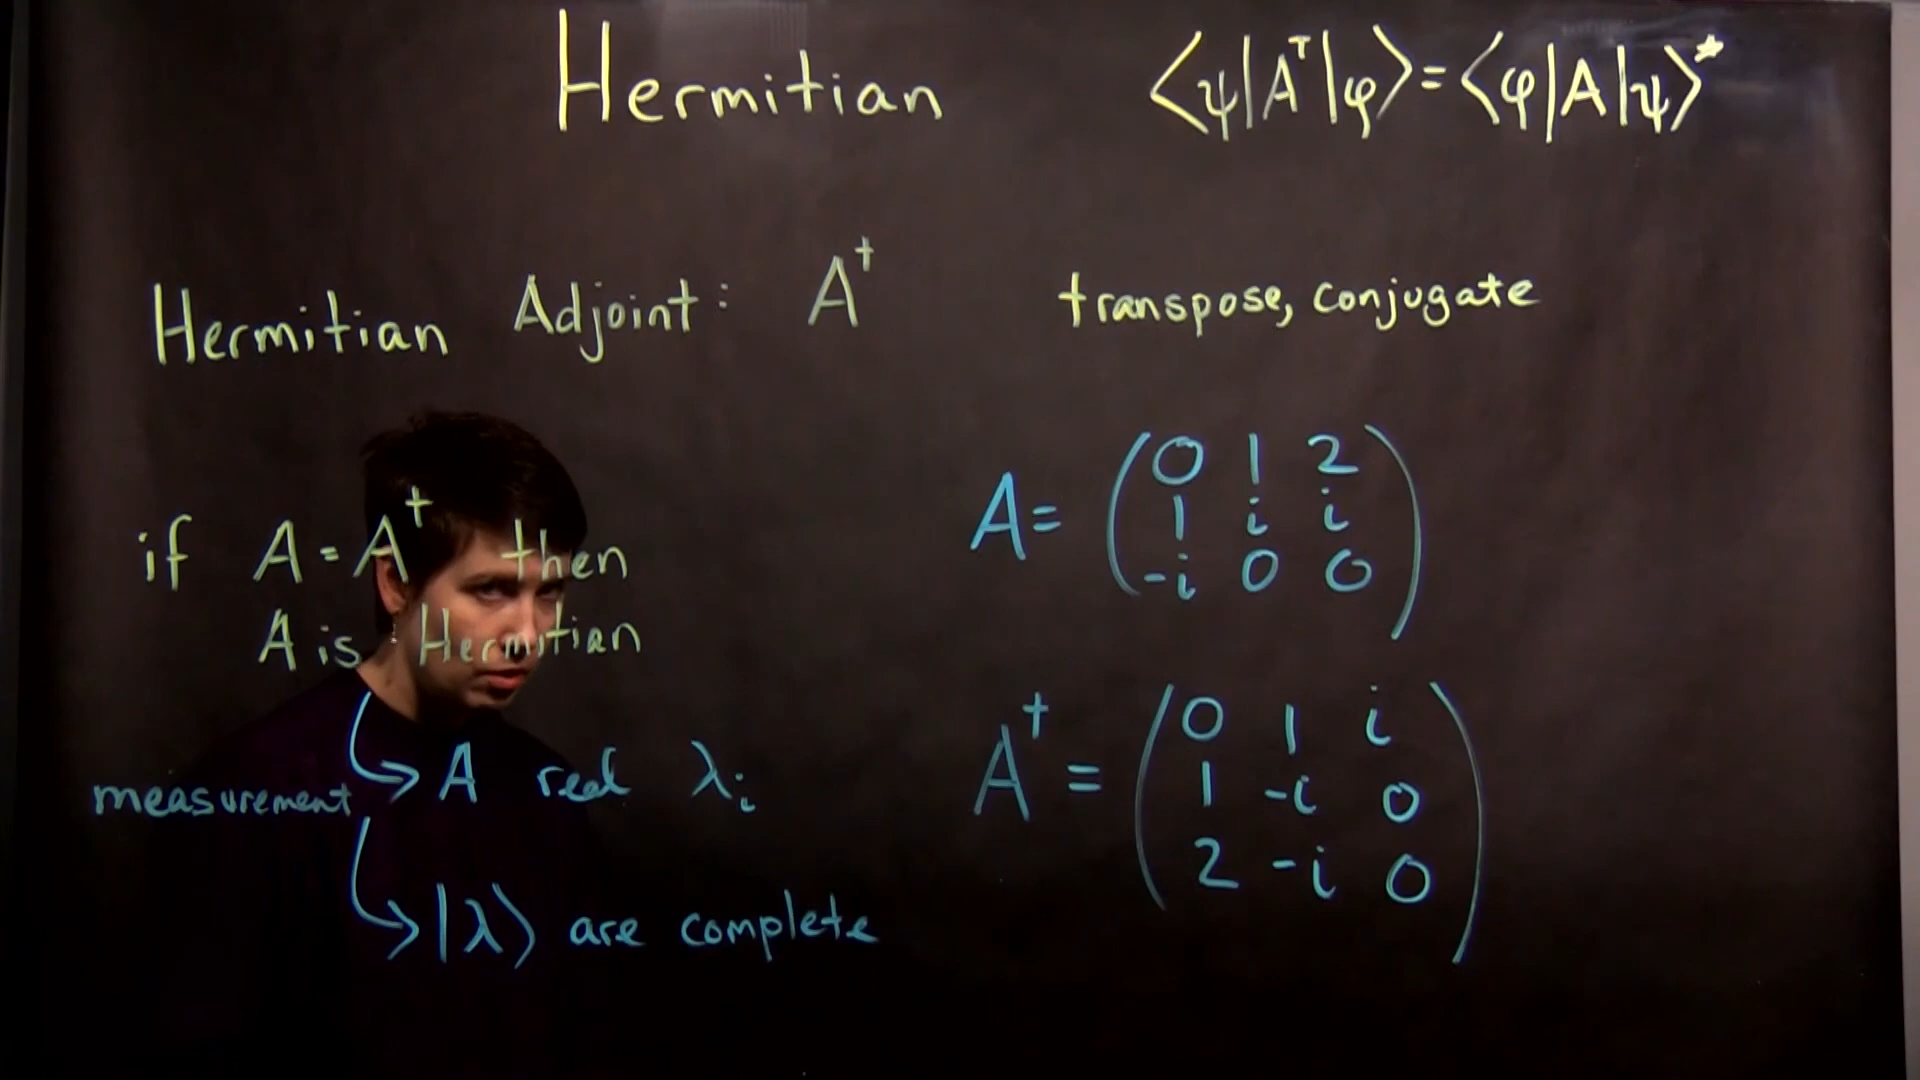 Hermitian
⟨ψ|A^†|φ⟩=⟨φ|A|ψ⟩*
Hermitian Adjoint: A^†
transpose, conjugate
if A = A^† then
A is Hermitian
measurement → A real λ_i
→ |λ⟩ are complete
A=
0 1 2
1 i i
-i 0 0
A^† =
0 1 i
1 -i 0
2 -i 0